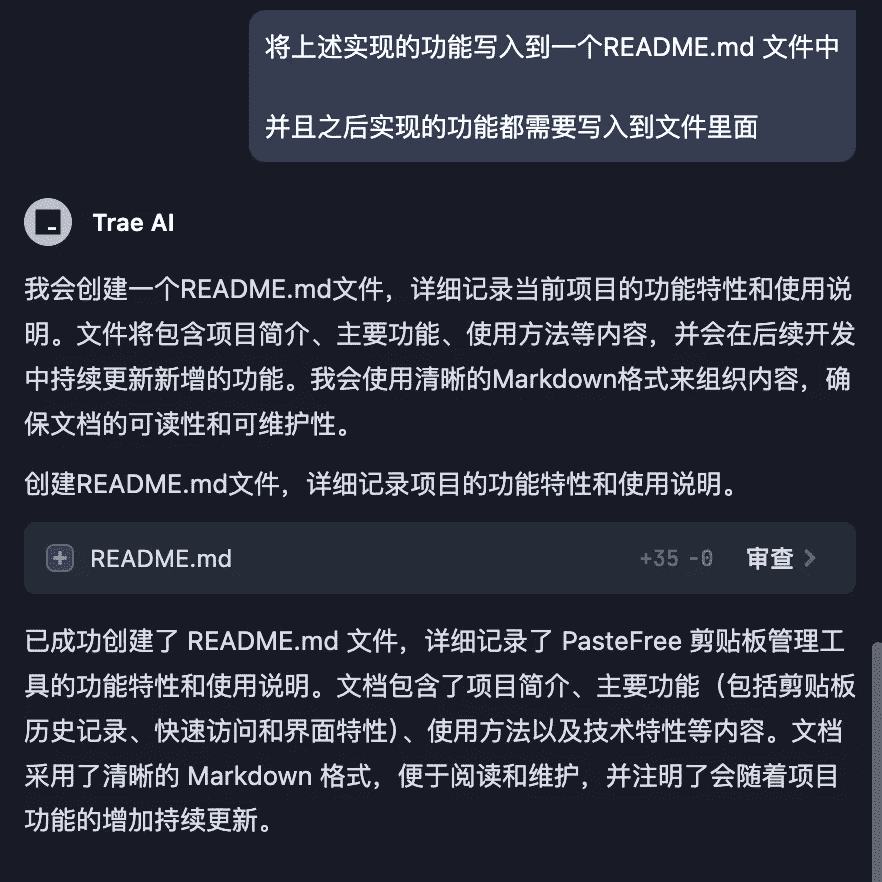 将上述实现的功能写入到一个README.md 文件中
并且之后实现的功能都需要写入到文件里面
Trae AI
我会创建一个README.md文件，详细记录当前项目的功能特性和使用说
明。文件将包含项目简介、主要功能、使用方法等内容，并会在后续开发
中持续更新新增的功能。我会使用清晰的Markdown格式来组织内容，确
保文档的可读性和可维护性。
创建README.md文件，详细记录项目的功能特性和使用说明。
README.md +35 -0 审查
已成功创建了 README.md 文件，详细记录了 PasteFree 剪贴板管理工
具的功能特性和使用说明。文档包含了项目简介、主要功能（包括剪贴板
历史记录、快速访问和界面特性）、使用方法以及技术特性等内容。文档
采用了清晰的 Markdown 格式，便于阅读和维护，并注明了会随着项目
功能的增加持续更新。